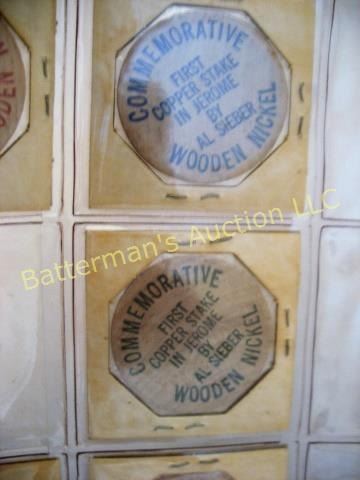 COMMEMORATIVE
FIRST
COPPER STAKE
IN JEROME
BY
AL SIEBER
WOODEN NICKEL
DEN N
Batterman's Auction LLC
COMMEMORATIVE
FIRST
COPPER STAKE
IN JEROME
BY
AL SIEBER
WOODEN NICKEL